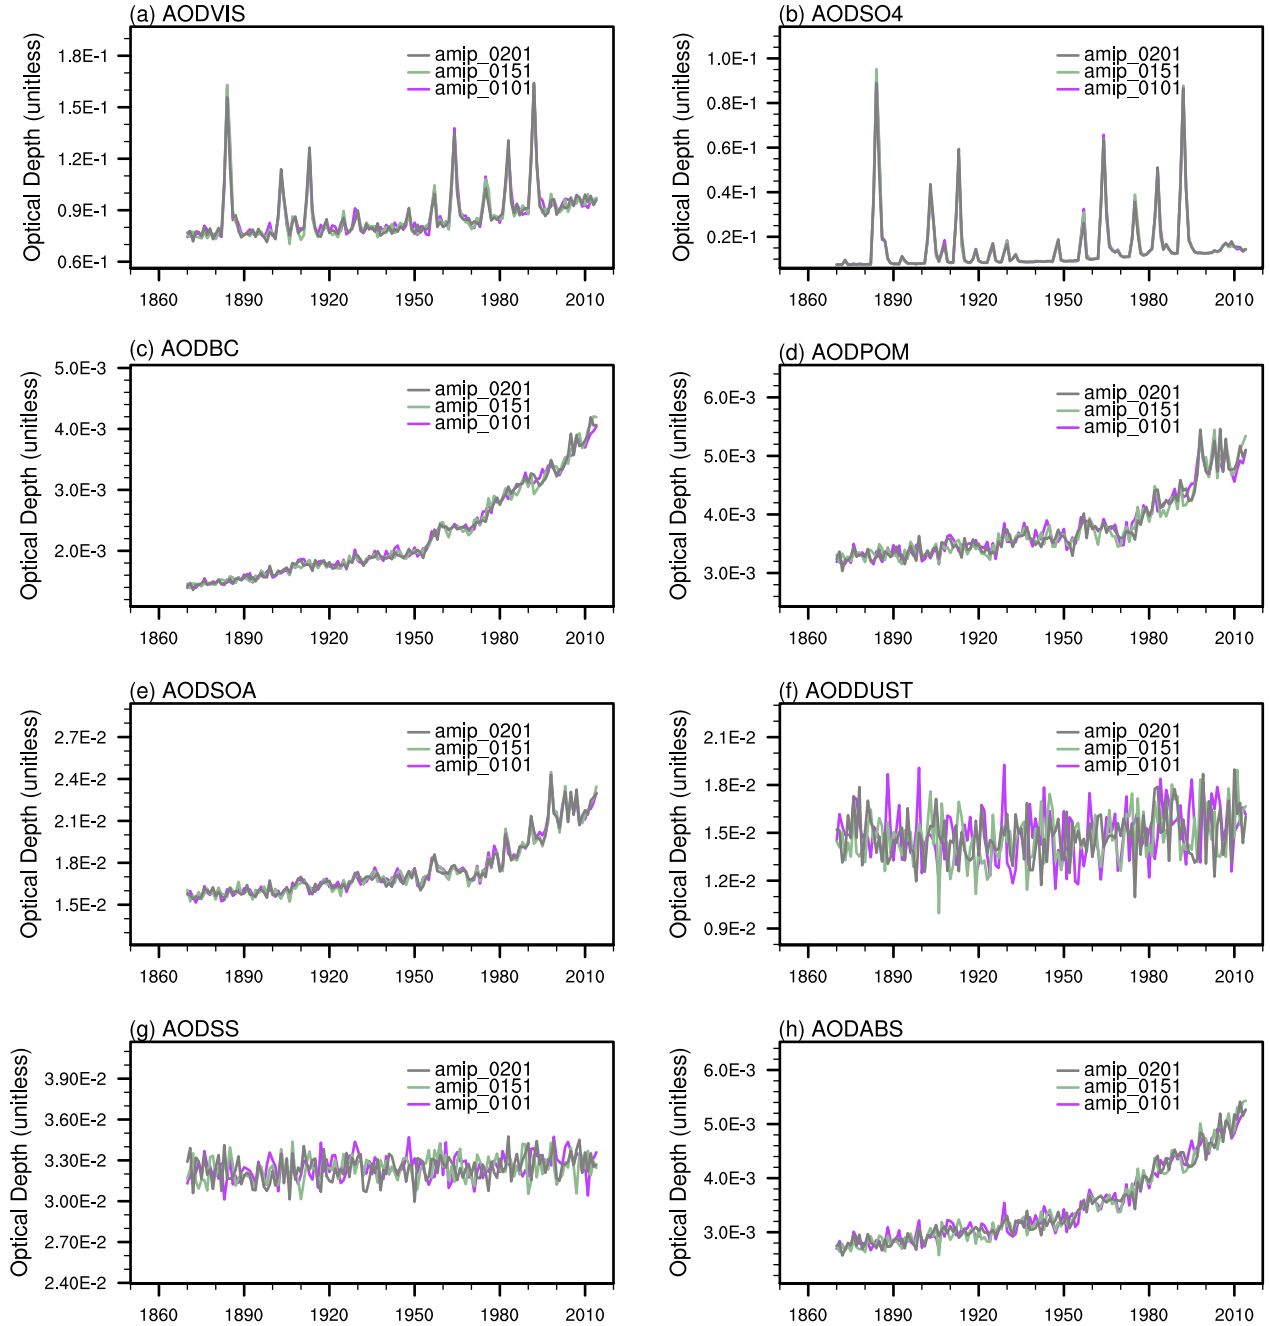 (a) AODVIS
Optical Depth (unitless)
1.8E-1
1.5E-1
1.2E-1
0.9E-1
0.6E-1
amip_0201
amip_0151
amip_0101
1860 1890 1920 1950 1980 2010
(b) AODSO4
Optical Depth (unitless)
1.0E-1
0.8E-1
0.6E-1
0.4E-1
0.2E-1
amip_0201
amip_0151
amip_0101
1860 1890 1920 1950 1980 2010
(c) AODBC
Optical Depth (unitless)
5.0E-3
4.0E-3
3.0E-3
2.0E-3
amip_0201
amip_0151
amip_0101
1860 1890 1920 1950 1980 2010
(d) AODPOM
Optical Depth (unitless)
6.0E-3
5.0E-3
4.0E-3
3.0E-3
amip_0201
amip_0151
amip_0101
1860 1890 1920 1950 1980 2010
(e) AODSOA
Optical Depth (unitless)
2.7E-2
2.4E-2
2.1E-2
1.8E-2
1.5E-2
amip_0201
amip_0151
amip_0101
1860 1890 1920 1950 1980 2010
(f) AODDUST
Optical Depth (unitless)
2.1E-2
1.8E-2
1.5E-2
1.2E-2
0.9E-2
amip_0201
amip_0151
amip_0101
1860 1890 1920 1950 1980 2010
(g) AODSS
Optical Depth (unitless)
3.90E-2
3.60E-2
3.30E-2
3.00E-2
2.70E-2
2.40E-2
amip_0201
amip_0151
amip_0101
1860 1890 1920 1950 1980 2010
(h) AODABS
Optical Depth (unitless)
6.0E-3
5.0E-3
4.0E-3
3.0E-3
amip_0201
amip_0151
amip_0101
1860 1890 1920 1950 1980 2010